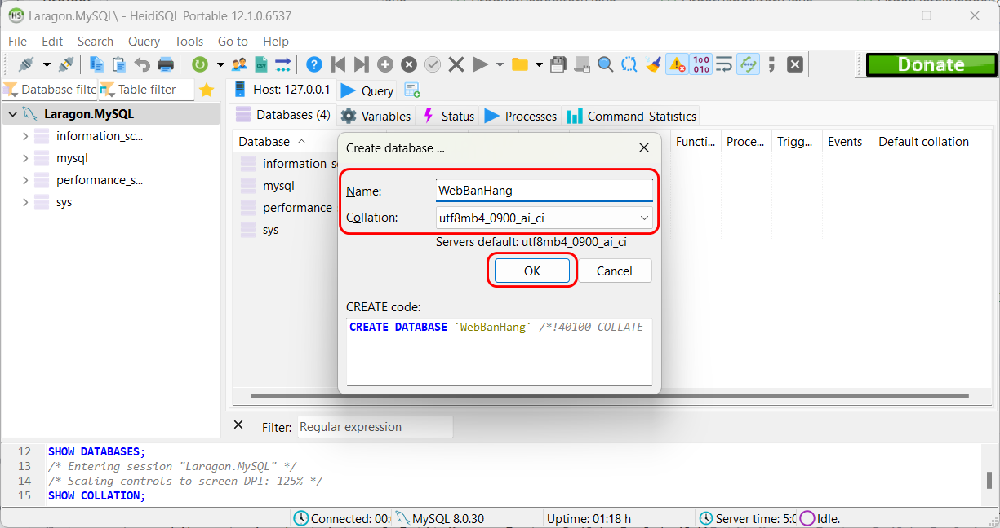 Laragon.MySQL\ - HeidiSQL Portable 12.1.0.6537
File Edit Search Query Tools Go to Help
Donate
Database filte Table filter Host: 127.0.0.1 Query
Laragon.MySQL Databases (4) Variables Status Processes Command-Statistics
information_sc...
mysql
performance_s...
sys
Database Functi... Proce... Trigg... Events Default collation
information_sc
mysql
performance_
sys
Create database ...
Name: WebBanHang
Collation: utf8mb4_0900_ai_ci
Servers default: utf8mb4_0900_ai_ci
OK Cancel
CREATE code:
CREATE DATABASE `WebBanHang` /*!40100 COLLATE
Filter: Regular expression
12 SHOW DATABASES;
13 /* Entering session "Laragon.MySQL" */
14 /* Scaling controls to screen DPI: 125% */
15 SHOW COLLATION;
Connected: 00: MySQL 8.0.30 Uptime: 01:18 h Server time: 5:0 Idle.